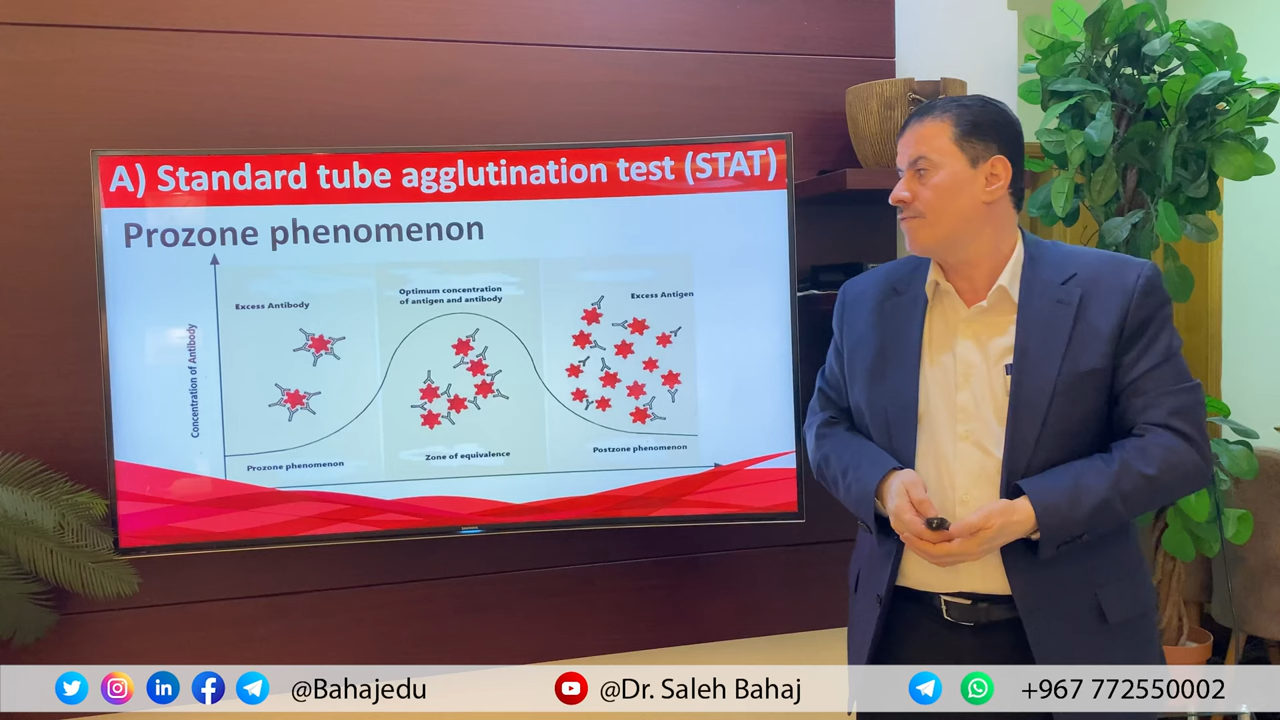 A) Standard tube agglutination test (STAT)
Prozone phenomenon
Concentration of Antibody
Excess Antibody
Optimum concentration
of antigen and antibody
Excess Antigen
Prozone phenomenon
Zone of equivalence
Postzone phenomenon
@Bahajedu
@Dr. Saleh Bahaj
+967 772550002